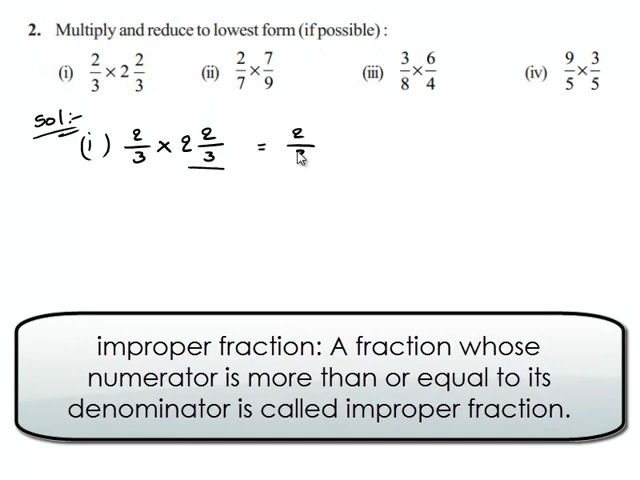 2. Multiply and reduce to lowest form (if possible) :
(i) 2/3 × 2 2/3 (ii) 2/7 × 7/9 (iii) 3/8 × 6/4 (iv) 9/5 × 3/5
Sol:-
(i) 2/3 × 2 2/3 = 2/
improper fraction: A fraction whose
numerator is more than or equal to its
denominator is called improper fraction.